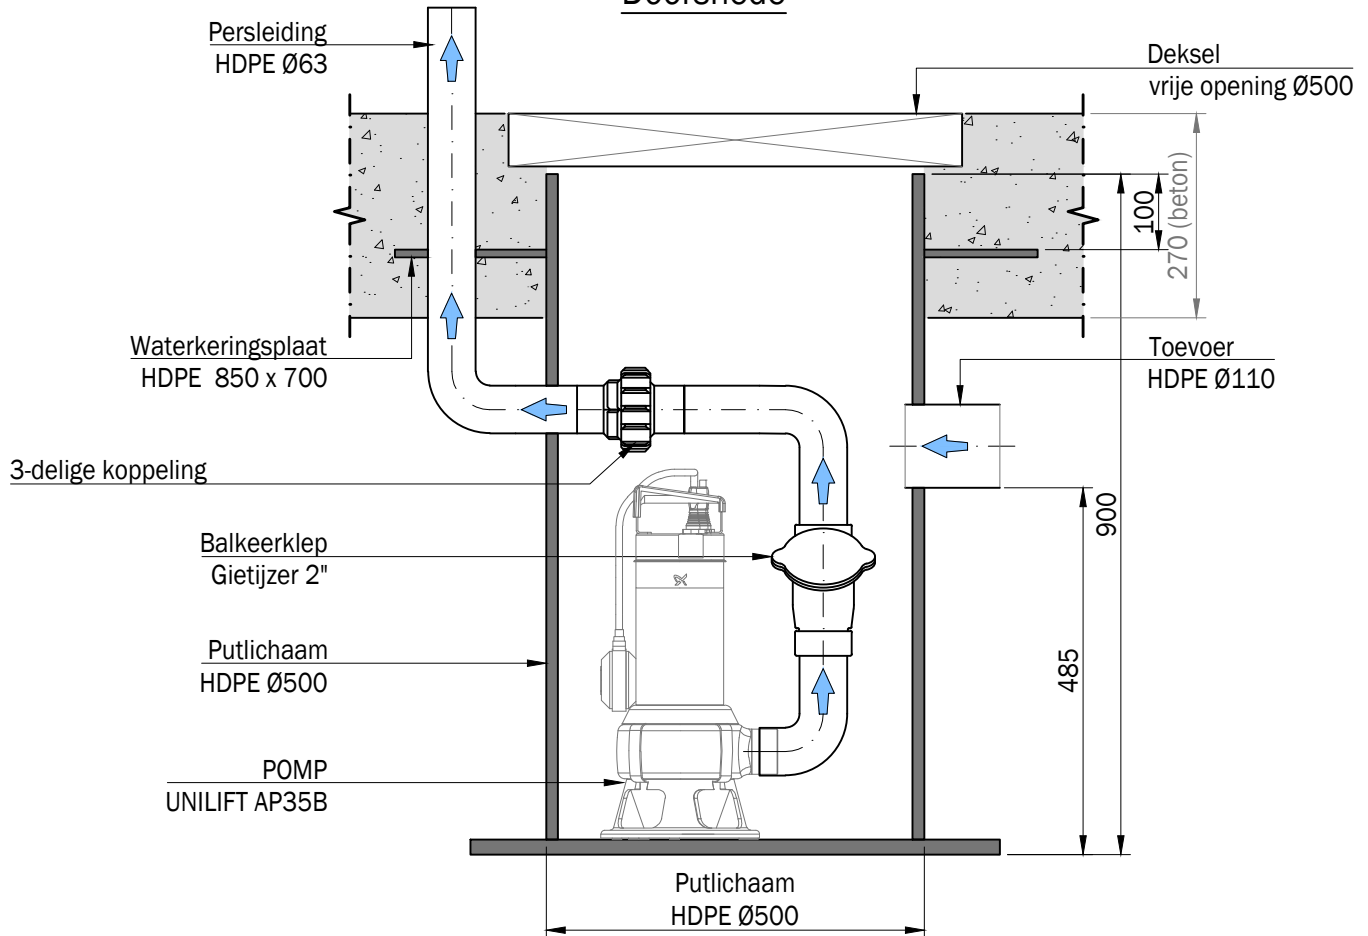 Doorsnede
Persleiding
HDPE Ø63
Deksel
vrije opening Ø500
100
270 (beton)
Waterkeringsplaat
HDPE 850 x 700
Toevoer
HDPE Ø110
3-delige koppeling
900
Balkeerklep
Gietijzer 2"
485
Putlichaam
HDPE Ø500
POMP
UNILIFT AP35B
Putlichaam
HDPE Ø500